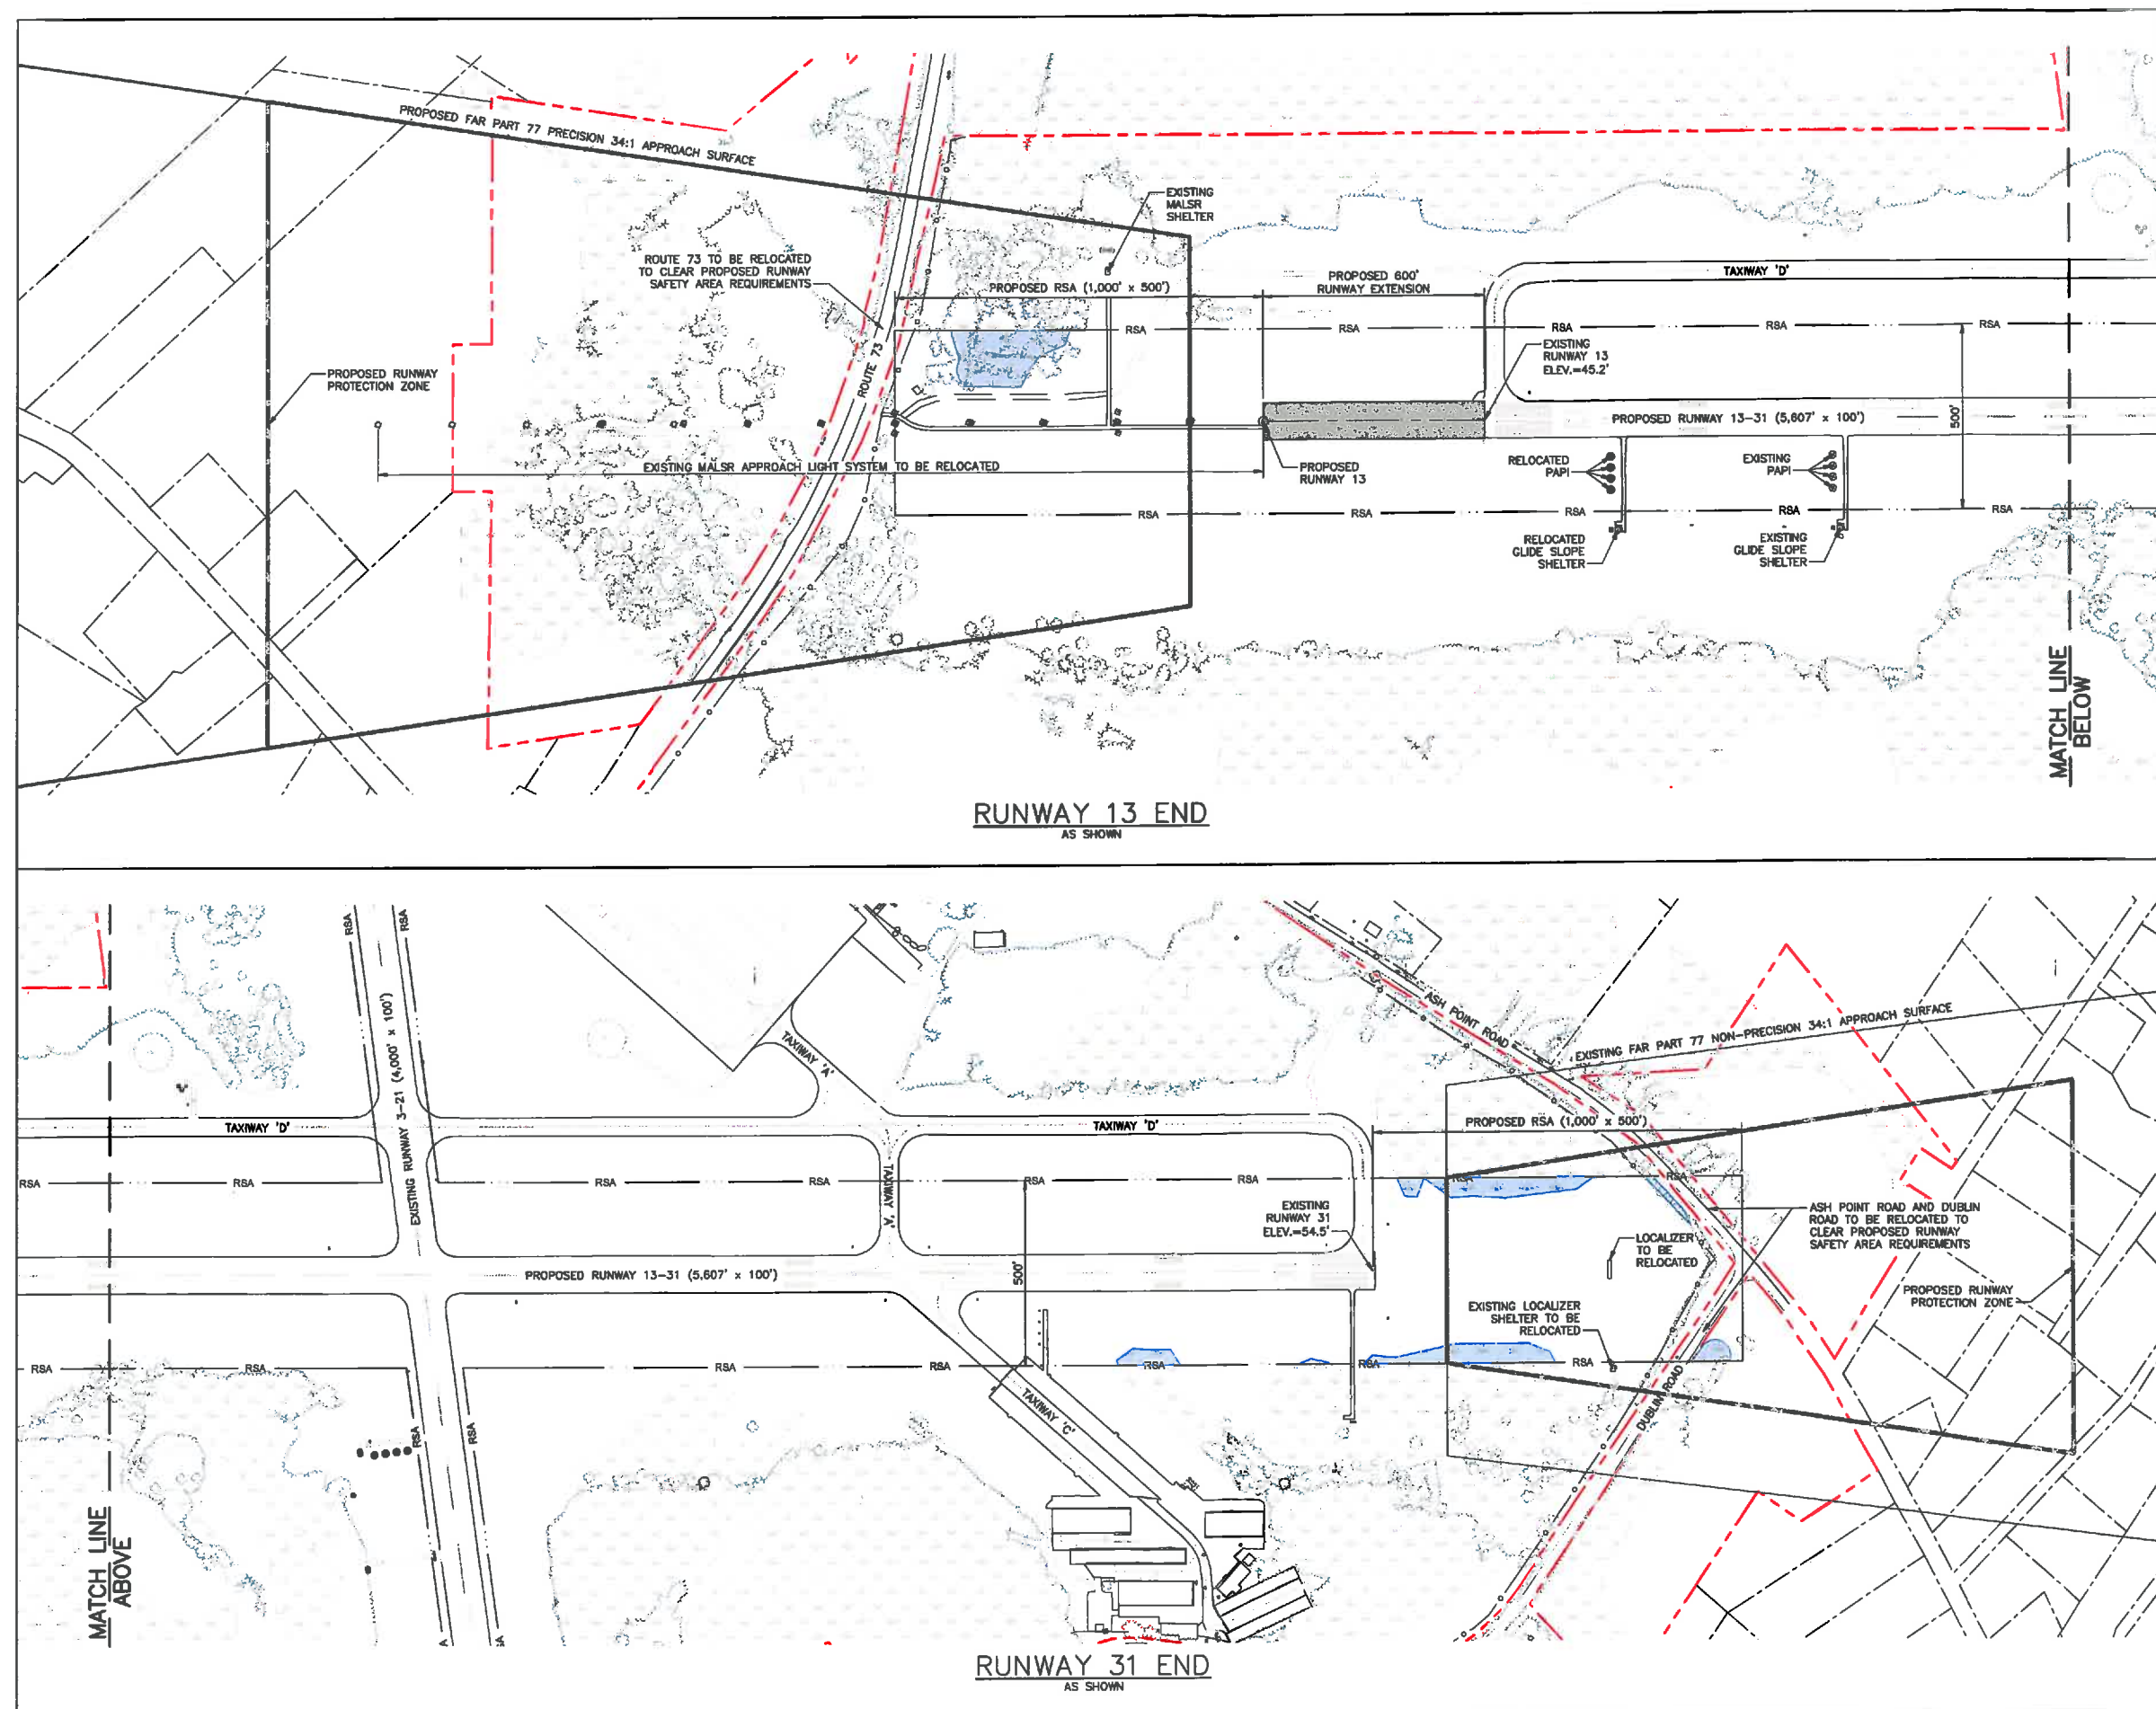 PROPOSED FAR PART 77 PRECISION 34:1 APPROACH SURFACE
EXISTING
MALSR
SHELTER
ROUTE 73 TO BE RELOCATED
TO CLEAR PROPOSED RUNWAY
SAFETY AREA REQUIREMENTS
PROPOSED RSA (1,000' x 500')
PROPOSED 600'
RUNWAY EXTENSION
TAXIWAY 'D'
RSA
RSA
RSA
RSA
RSA
EXISTING
RUNWAY 13
ELEV.=45.2'
ROUTE 73
PROPOSED RUNWAY
PROTECTION ZONE
PROPOSED RUNWAY 13-31 (5,607' x 100')
500'
EXISTING MALSR APPROACH LIGHT SYSTEM TO BE RELOCATED
PROPOSED
RUNWAY 13
RELOCATED
PAPI
EXISTING
PAPI
RSA
RSA
RSA
RSA
RSA
RELOCATED
GLIDE SLOPE
SHELTER
EXISTING
GLIDE SLOPE
SHELTER
MATCH LINE
BELOW
RUNWAY 13 END
AS SHOWN
RSA
RSA
EXISTING RUNWAY 3-21 (4,000' x 100')
TAXIWAY 'A'
ASH POINT ROAD
EXISTING FAR PART 77 NON-PRECISION 34:1 APPROACH SURFACE
TAXIWAY 'D'
TAXIWAY 'D'
PROPOSED RSA (1,000' x 500')
RSA
RSA
RSA
RSA
TAXIWAY 'A'
RSA
RSA
RSA
RSA
EXISTING
RUNWAY 31
ELEV.=54.5'
ASH POINT ROAD AND DUBLIN
ROAD TO BE RELOCATED TO
CLEAR PROPOSED RUNWAY
SAFETY AREA REQUIREMENTS
LOCALIZER
TO BE
RELOCATED
PROPOSED RUNWAY 13-31 (5,607' x 100')
500'
PROPOSED RUNWAY
PROTECTION ZONE
EXISTING LOCALIZER
SHELTER TO BE
RELOCATED
RSA
RSA
RSA
RSA
RSA
RSA
RSA
DUBLIN ROAD
TAXIWAY 'C'
RSA
RSA
MATCH LINE
ABOVE
RUNWAY 31 END
AS SHOWN